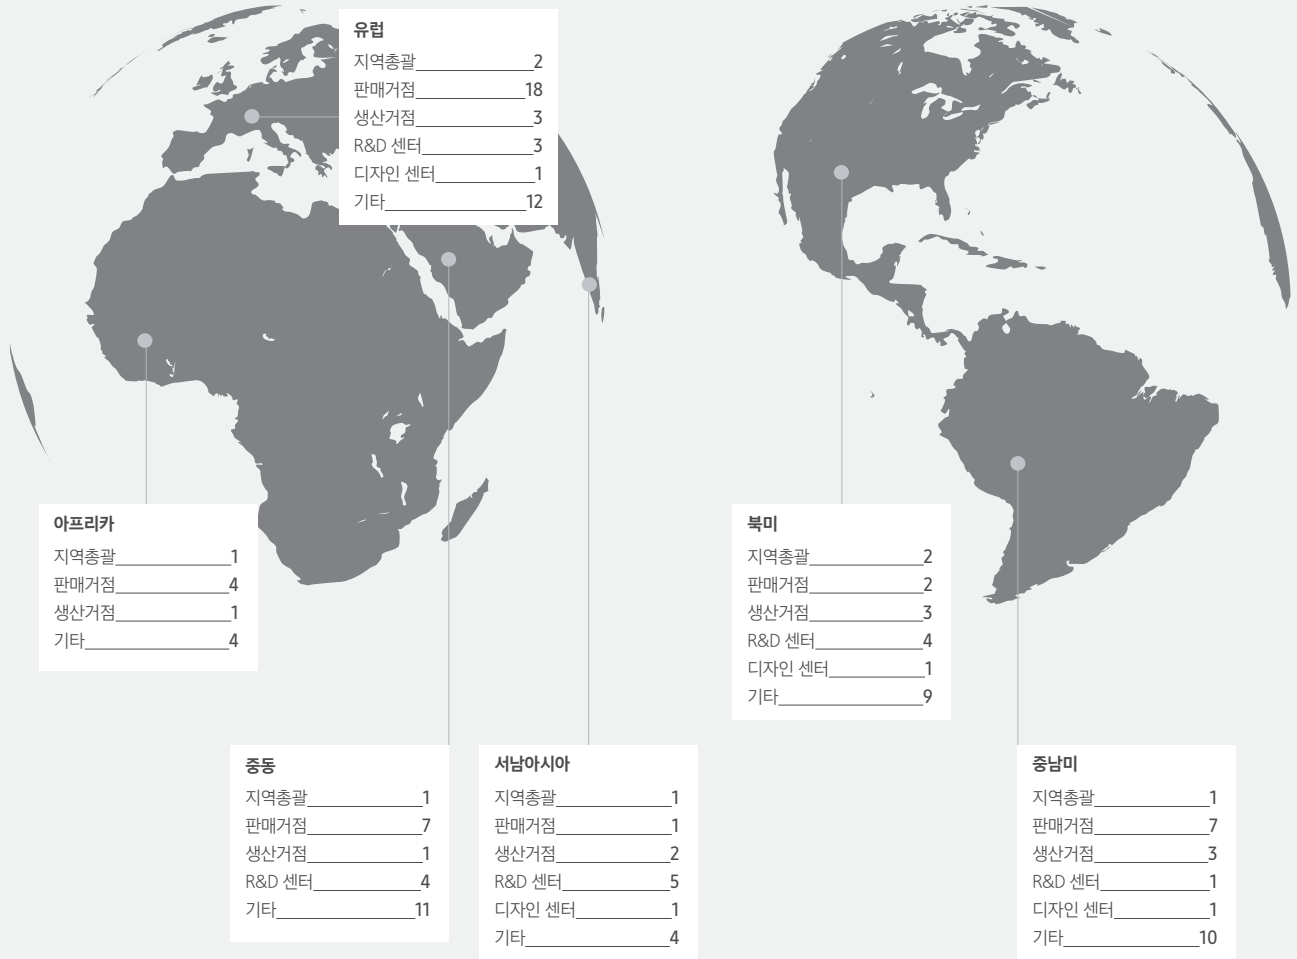 유럽
지역총괄 2
판매거점 18
생산거점 3
R&D 센터 3
디자인 센터 1
기타 12
아프리카
지역총괄 1
판매거점 4
생산거점 1
기타 4
북미
지역총괄 2
판매거점 2
생산거점 3
R&D 센터 4
디자인 센터 1
기타 9
중동
지역총괄 1
판매거점 7
생산거점 1
R&D 센터 4
기타 11
서남아시아
지역총괄 1
판매거점 1
생산거점 2
R&D 센터 5
디자인 센터 1
기타 4
중남미
지역총괄 1
판매거점 7
생산거점 3
R&D 센터 1
디자인 센터 1
기타 10